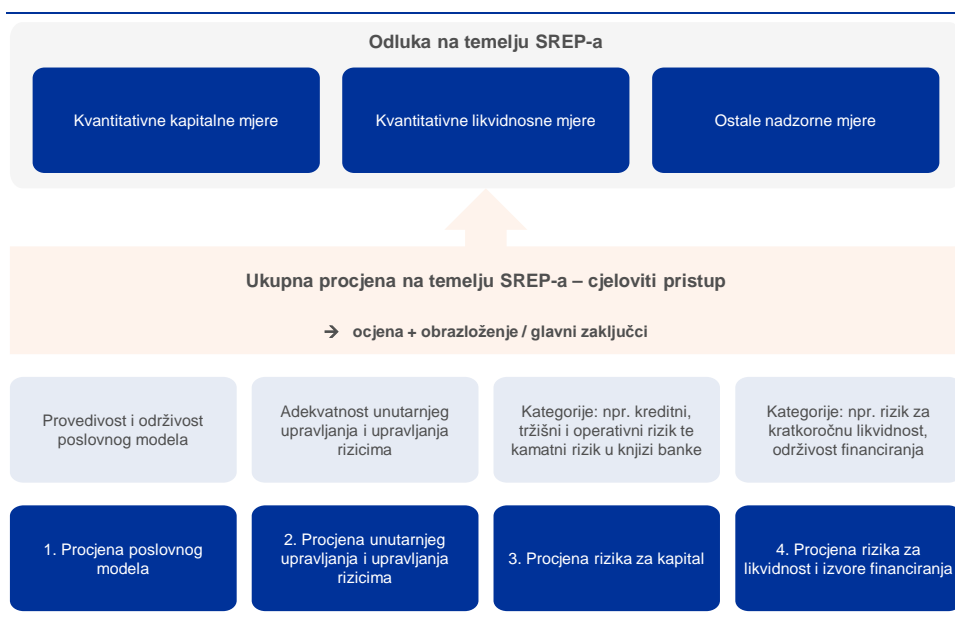 Odluka na temelju SREP-a
Kvantitativne kapitalne mjere
Kvantitativne likvidnosne mjere
Ostale nadzorne mjere
Ukupna procjena na temelju SREP-a – cjeloviti pristup
→ ocjena + obrazloženje / glavni zaključci
Provedivost i održivost
poslovnog modela
Adekvatnost unutarnjeg
upravljanja i upravljanja
rizicima
Kategorije: npr. kreditni,
tržišni i operativni rizik te
kamatni rizik u knjizi banke
Kategorije: npr. rizik za
kratkoročnu likvidnost,
održivost financiranja
1. Procjena poslovnog
modela
2. Procjena unutarnjeg
upravljanja i upravljanja
rizicima
3. Procjena rizika za kapital
4. Procjena rizika za
likvidnost i izvore financiranja